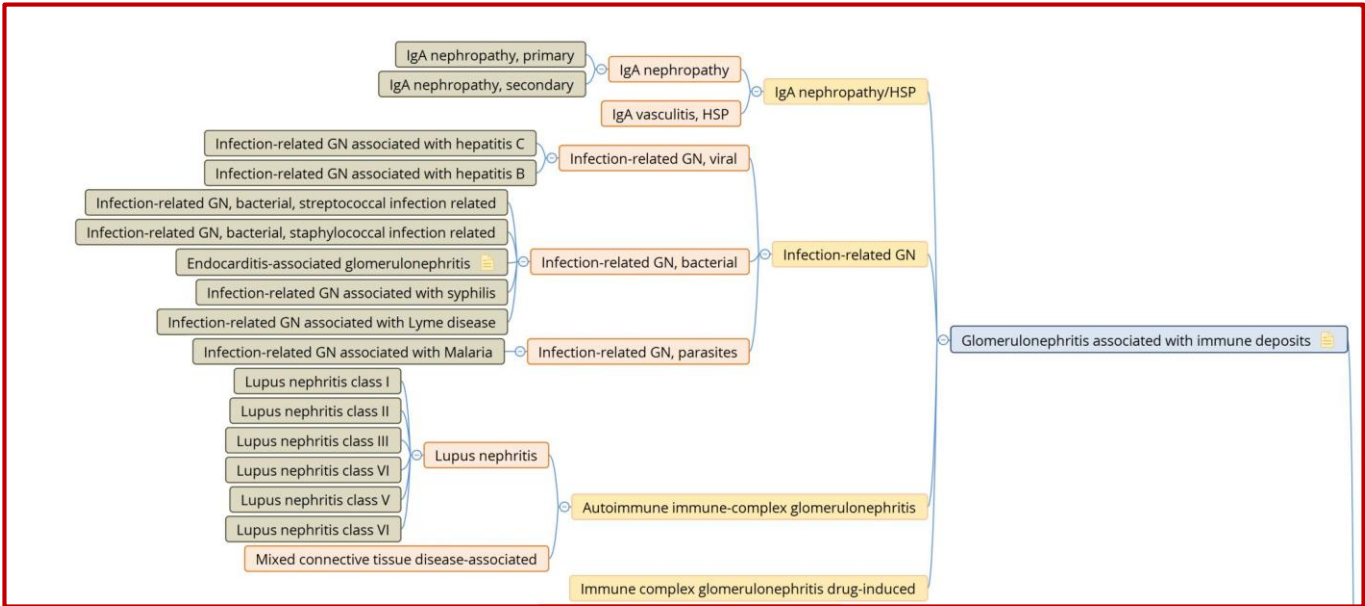 IgA nephropathy, primary
IgA nephropathy, secondary
IgA nephropathy
IgA vasculitis, HSP
IgA nephropathy/HSP
Infection-related GN associated with hepatitis C
Infection-related GN associated with hepatitis B
Infection-related GN, viral
Infection-related GN, bacterial, streptococcal infection related
Infection-related GN, bacterial, staphylococcal infection related
Endocarditis-associated glomerulonephritis
Infection-related GN associated with syphilis
Infection-related GN associated with Lyme disease
Infection-related GN, bacterial
Infection-related GN associated with Malaria
Infection-related GN, parasites
Infection-related GN
Lupus nephritis class I
Lupus nephritis class II
Lupus nephritis class III
Lupus nephritis class VI
Lupus nephritis class V
Lupus nephritis class VI
Lupus nephritis
Mixed connective tissue disease-associated
Autoimmune immune-complex glomerulonephritis
Immune complex glomerulonephritis drug-induced
Glomerulonephritis associated with immune deposits